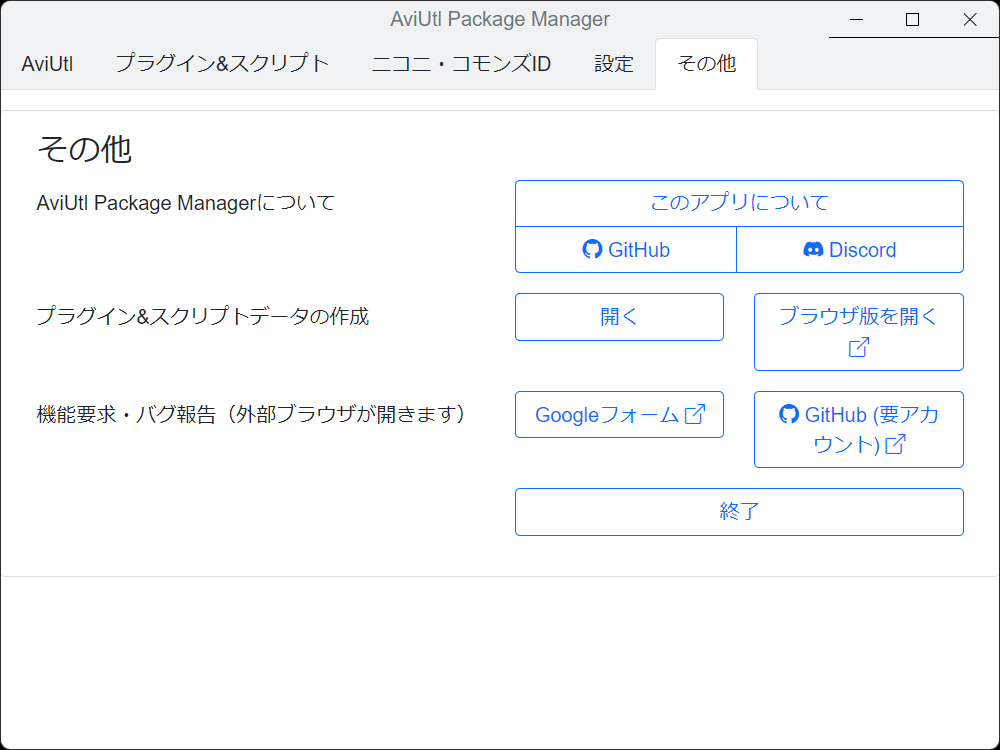 AviUtl Package Manager
AviUtl
プラグイン&スクリプト
ニコニ・コモンズID
設定
その他
その他
AviUtl Package Managerについて
このアプリについて
GitHub
Discord
プラグイン&スクリプトデータの作成
開く
ブラウザ版を開く
機能要求・バグ報告（外部ブラウザが開きます）
Googleフォーム
GitHub (要アカ
ウント)
終了